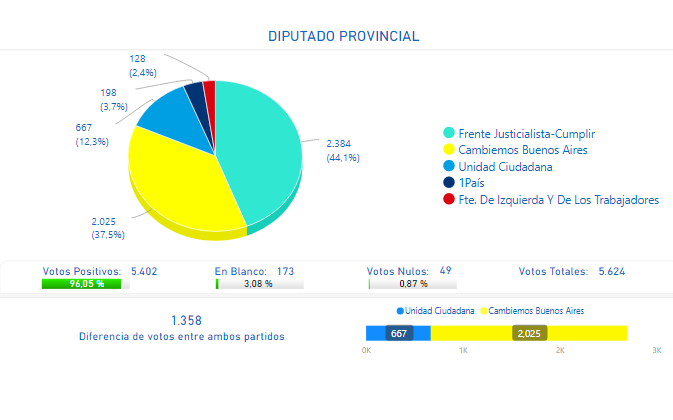 DIPUTADO PROVINCIAL
128
(2,4%)
198
(3,7%)
667
(12,3%)
2.384
(44,1%)
2.025
(37,5%)
Frente Justicialista-Cumplir
Cambiemos Buenos Aires
Unidad Ciudadana
1País
Fte. De Izquierda Y De Los Trabajadores
Votos Positivos: 5.402
96,05 %
En Blanco: 173
3,08 %
Votos Nulos: 49
0,87 %
Votos Totales: 5.624
1.358
Diferencia de votos entre ambos partidos
Unidad Ciudadana Cambiemos Buenos Aires
667 2,025
0K 1K 2K 3K